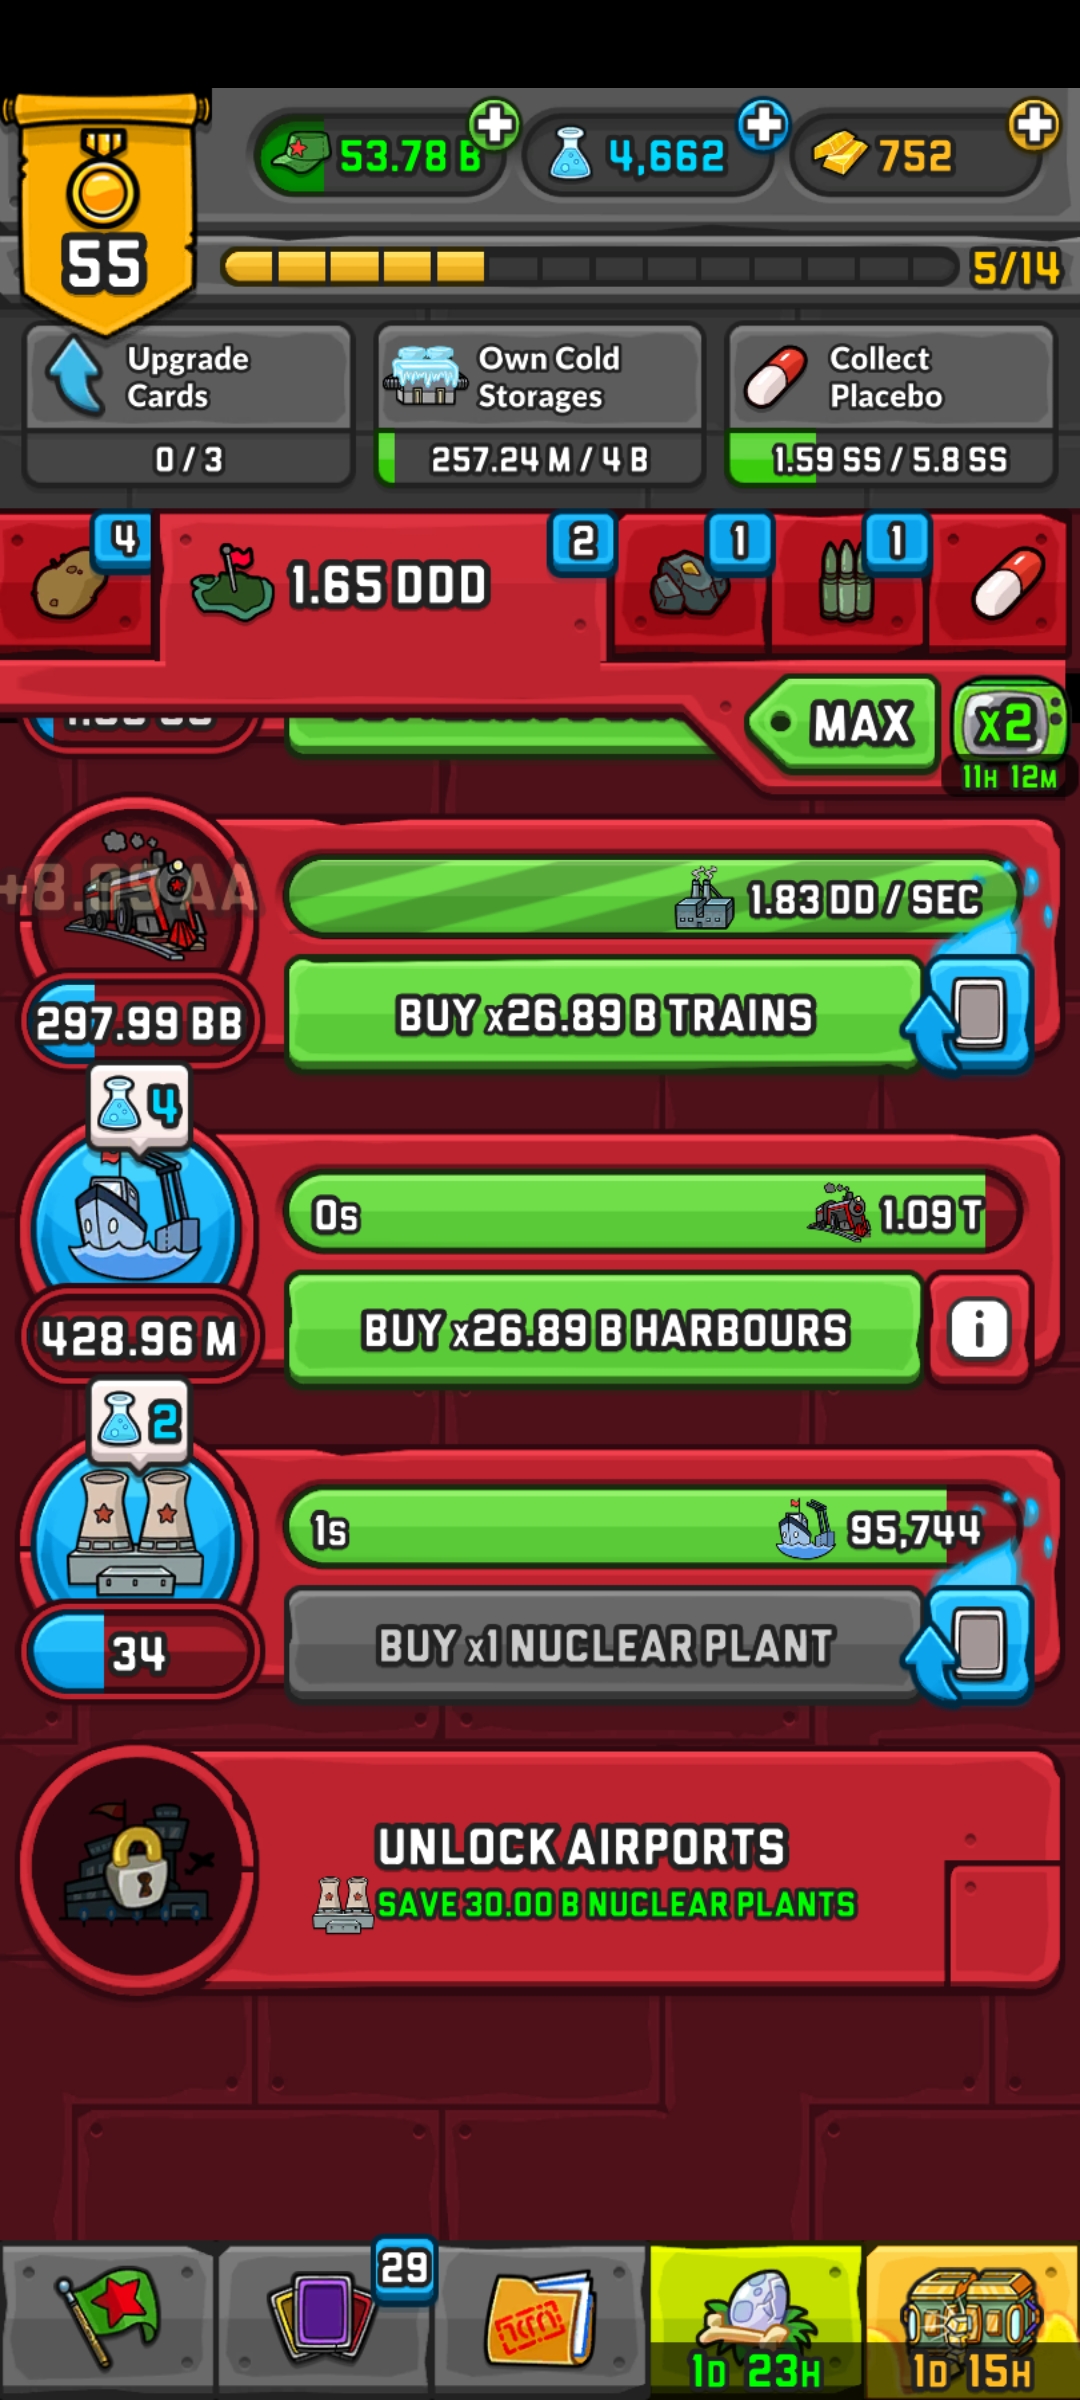 55
53.78 B
4,662
752
5/14
Upgrade
Cards
0 / 3
Own Cold
Storages
257.24 M / 4 B
Collect
Placebo
1.59 SS / 5.8 SS
4
1.65 DDD
2
1
1
MAX
x2
11H 12M
1.83 DD / SEC
297.99 BB
BUY x26.89 B TRAINS
4
0s
1.09 T
428.96 M
BUY x26.89 B HARBOURS
i
2
1s
95,744
34
BUY x1 NUCLEAR PLANT
UNLOCK AIRPORTS
SAVE 30.00 B NUCLEAR PLANTS
29
1D 23H
1D 15H